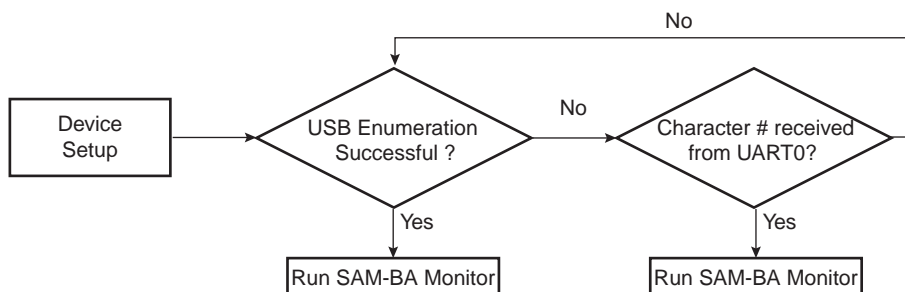 No
Device
Setup
USB Enumeration
Successful ?
No
Character # received
from UART0?
Yes
Yes
Run SAM-BA Monitor
Run SAM-BA Monitor